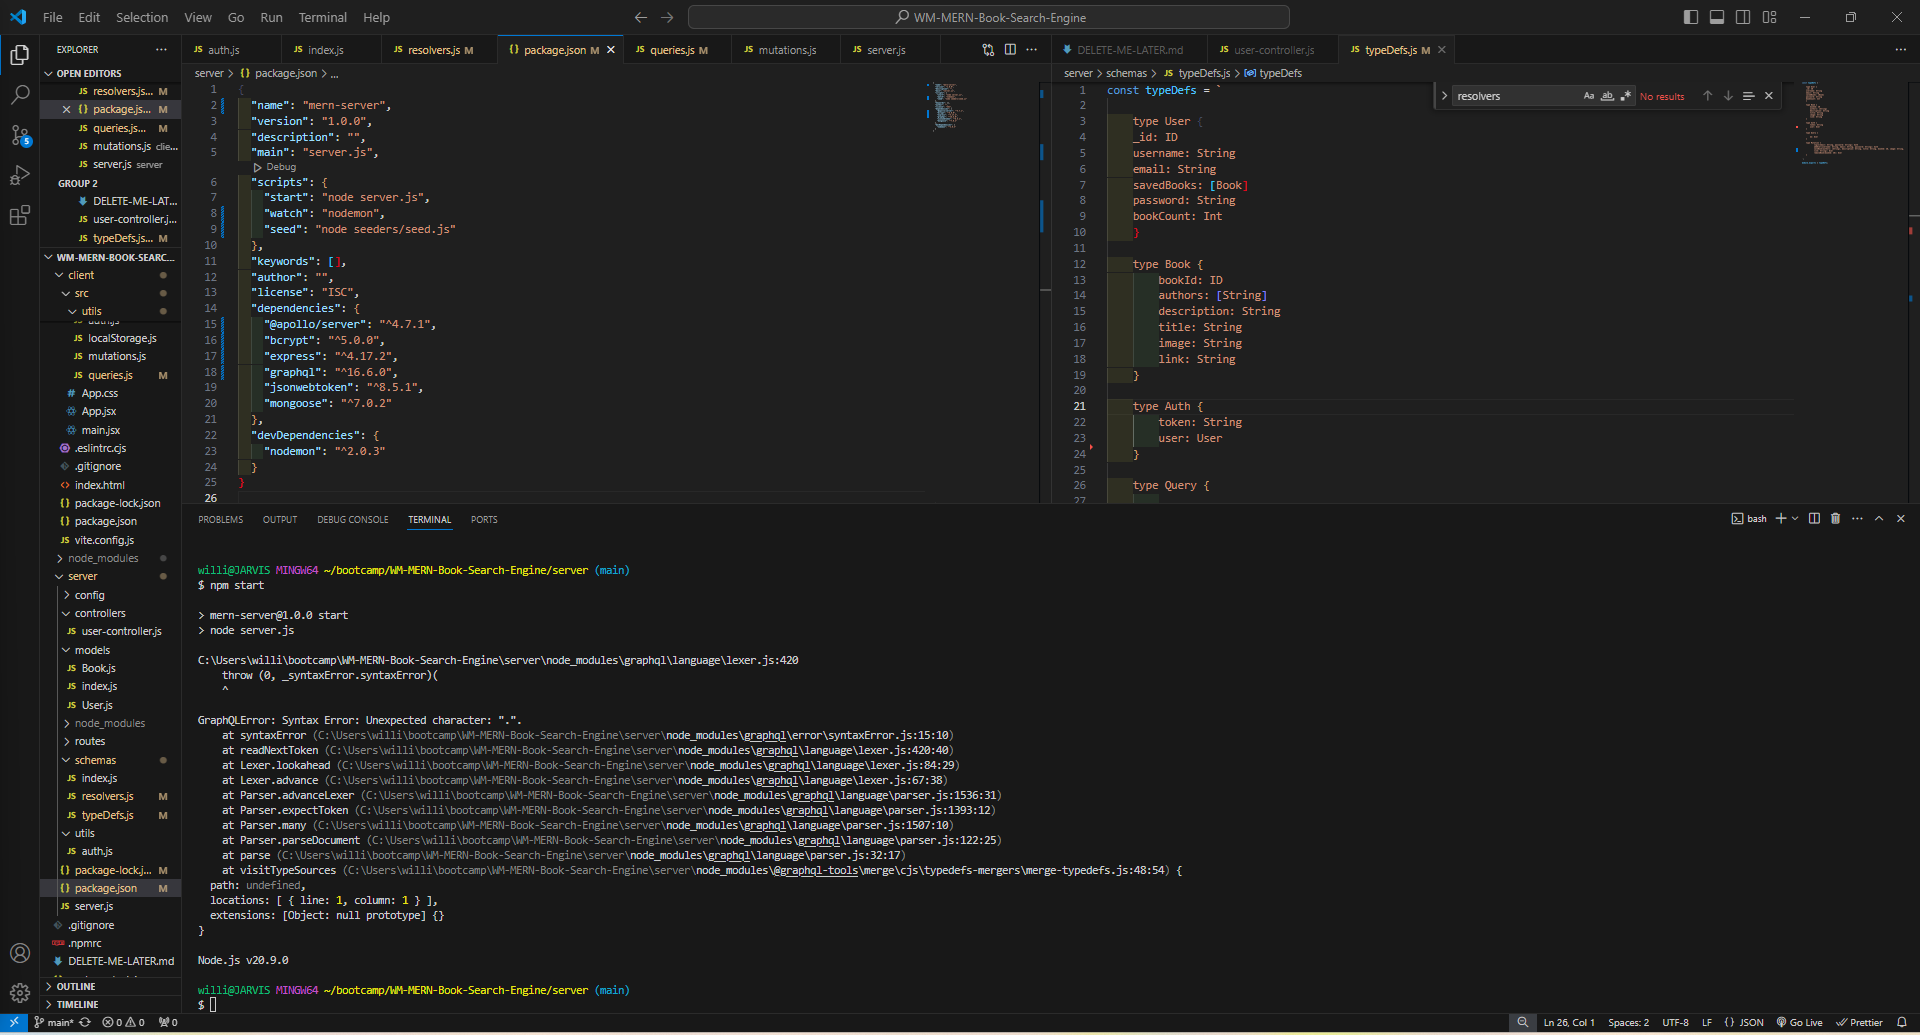 File Edit Selection View Go Run Terminal Help
WM-MERN-Book-Search-Engine
EXPLORER
OPEN EDITORS
resolvers.js M
package.js... M
queries.js... M
mutations.js clie...
server.js server
GROUP 2
DELETE-ME-LAT...
user-controller.j...
typeDefs.js... M
WM-MERN-BOOK-SEARC...
client
src
utils
auth.js
localStorage.js
mutations.js
queries.js M
App.css
App.jsx
main.jsx
.eslintrc.cjs
.gitignore
index.html
package-lock.json
package.json
vite.config.js
node_modules
server
config
controllers
user-controller.js
models
Book.js
index.js
User.js
node_modules
routes
schemas
index.js
resolvers.js M
typeDefs.js M
utils
auth.js
package-lock.j... M
package.json M
server.js
.gitignore
.npmrc
DELETE-ME-LATER.md
OUTLINE
TIMELINE
auth.js index.js resolvers.js M package.json M queries.js M mutations.js server.js
server > package.json > ...
1 {
2 "name": "mern-server",
3 "version": "1.0.0",
4 "description": "",
5 "main": "server.js",
Debug
6 "scripts": {
7 "start": "node server.js",
8 "watch": "nodemon",
9 "seed": "node seeders/seed.js"
10 },
11 "keywords": [],
12 "author": "",
13 "license": "ISC",
14 "dependencies": {
15 "@apollo/server": "^4.7.1",
16 "bcrypt": "^5.0.0",
17 "express": "^4.17.2",
18 "graphql": "^16.6.0",
19 "jsonwebtoken": "^8.5.1",
20 "mongoose": "^7.0.2"
21 },
22 "devDependencies": {
23 "nodemon": "^2.0.3"
24 }
25 }
26
DELETE-ME-LATER.md user-controller.js typeDefs.js M
server > schemas > typeDefs.js > typeDefs
resolvers Aa ab .* No results
1 const typeDefs = `
2
3 type User {
4 _id: ID
5 username: String
6 email: String
7 savedBooks: [Book]
8 password: String
9 bookCount: Int
10 }
11
12 type Book {
13 bookId: ID
14 authors: [String]
15 description: String
16 title: String
17 image: String
18 link: String
19 }
20
21 type Auth {
22 token: String
23 user: User
24 }
25
26 type Query {
27
PROBLEMS OUTPUT DEBUG CONSOLE TERMINAL PORTS
bash
willi@JARVIS MINGW64 ~/bootcamp/WM-MERN-Book-Search-Engine/server (main)
$ npm start
> mern-server@1.0.0 start
> node server.js
C:\Users\willi\bootcamp\WM-MERN-Book-Search-Engine\server\node_modules\graphql\language\lexer.js:420
throw (0, _syntaxError.syntaxError)(
^
GraphQLError: Syntax Error: Unexpected character: ".".
at syntaxError (C:\Users\willi\bootcamp\WM-MERN-Book-Search-Engine\server\node_modules\graphql\error\syntaxError.js:15:10)
at readNextToken (C:\Users\willi\bootcamp\WM-MERN-Book-Search-Engine\server\node_modules\graphql\language\lexer.js:420:40)
at Lexer.lookahead (C:\Users\willi\bootcamp\WM-MERN-Book-Search-Engine\server\node_modules\graphql\language\lexer.js:84:29)
at Lexer.advance (C:\Users\willi\bootcamp\WM-MERN-Book-Search-Engine\server\node_modules\graphql\language\lexer.js:67:38)
at Parser.advanceLexer (C:\Users\willi\bootcamp\WM-MERN-Book-Search-Engine\server\node_modules\graphql\language\parser.js:1536:31)
at Parser.expectToken (C:\Users\willi\bootcamp\WM-MERN-Book-Search-Engine\server\node_modules\graphql\language\parser.js:1393:12)
at Parser.many (C:\Users\willi\bootcamp\WM-MERN-Book-Search-Engine\server\node_modules\graphql\language\parser.js:1507:10)
at Parser.parseDocument (C:\Users\willi\bootcamp\WM-MERN-Book-Search-Engine\server\node_modules\graphql\language\parser.js:122:25)
at parse (C:\Users\willi\bootcamp\WM-MERN-Book-Search-Engine\server\node_modules\graphql\language\parser.js:32:17)
at visitTypeSources (C:\Users\willi\bootcamp\WM-MERN-Book-Search-Engine\server\node_modules\@graphql-tools\merge\cjs\typedefs-mergers\merge-typedefs.js:48:54) {
path: undefined,
locations: [ { line: 1, column: 1 } ],
extensions: [Object: null prototype] {}
}
Node.js v20.9.0
willi@JARVIS MINGW64 ~/bootcamp/WM-MERN-Book-Search-Engine/server (main)
$
main* 0 0 0 Ln 26, Col 1 Spaces: 2 UTF-8 LF {} JSON Go Live Prettier